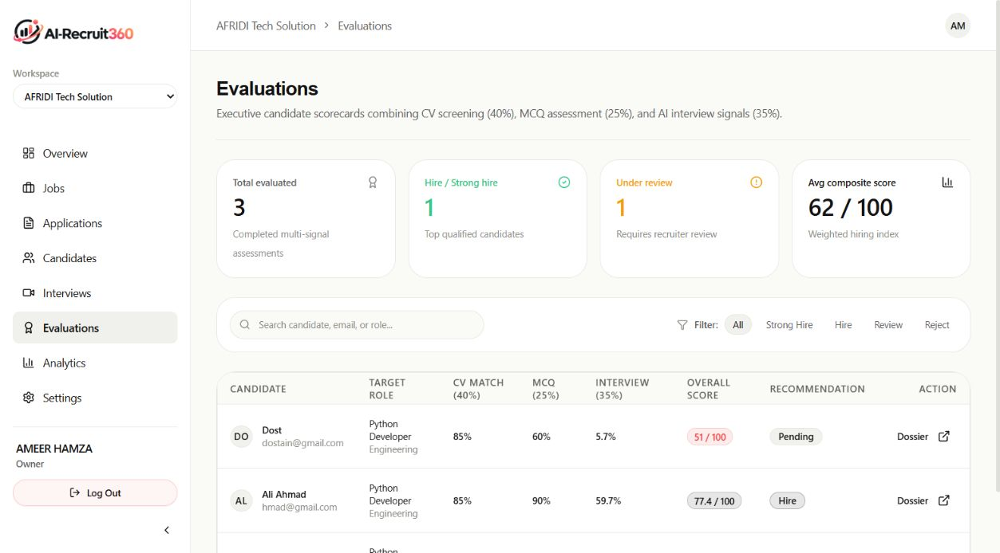 AI-Recruit360
Workspace
AFRIDI Tech Solution
Overview
Jobs
Applications
Candidates
Interviews
Evaluations
Analytics
Settings
AMEER HAMZA
Owner
Log Out
AFRIDI Tech Solution > Evaluations
AM
Evaluations
Executive candidate scorecards combining CV screening (40%), MCQ assessment (25%), and AI interview signals (35%).
Total evaluated
3
Completed multi-signal
assessments
Hire / Strong hire
1
Top qualified candidates
Under review
1
Requires recruiter review
Avg composite score
62 / 100
Weighted hiring index
Search candidate, email, or role...
Filter: All Strong Hire Hire Review Reject
CANDIDATE
TARGET
ROLE
CV MATCH
(40%)
MCQ
(25%)
INTERVIEW
(35%)
OVERALL
SCORE
RECOMMENDATION
ACTION
DO
Dost
dostain@gmail.com
Python
Developer
Engineering
85%
60%
5.7%
51 / 100
Pending
Dossier
AL
Ali Ahmad
hmad@gmail.com
Python
Developer
Engineering
85%
90%
59.7%
77.4 / 100
Hire
Dossier
Python